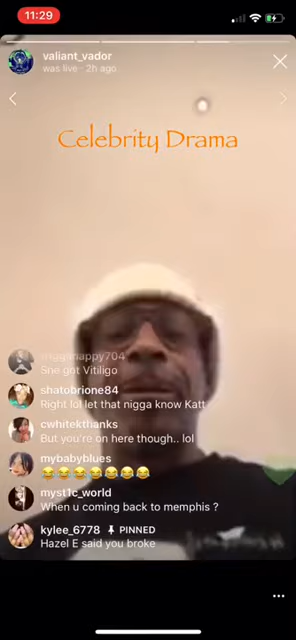 11:29
valiant_vador
was live · 2h ago
Celebrity Drama
She got Vitiligo
shatobrione84
Right lol let that nigga know Katt
cwhitekthanks
But you're on here though.. lol
mybabyblues
😂😂😂😂😂😂😂
myst1c_world
When u coming back to memphis ?
kylee_6778 PINNED
Hazel E said you broke